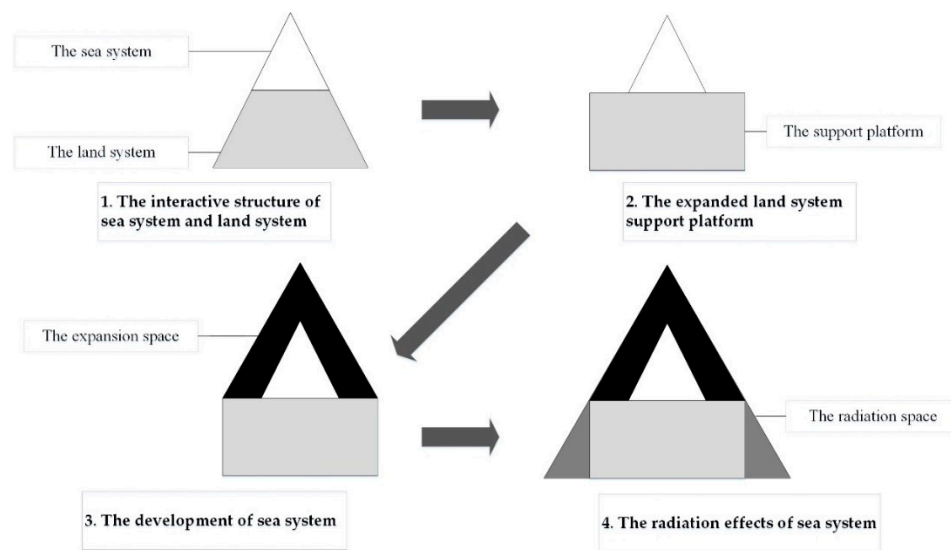 The sea system
The land system
1. The interactive structure of
sea system and land system
The support platform
2. The expanded land system
support platform
The expansion space
3. The development of sea system
The radiation space
4. The radiation effects of sea system